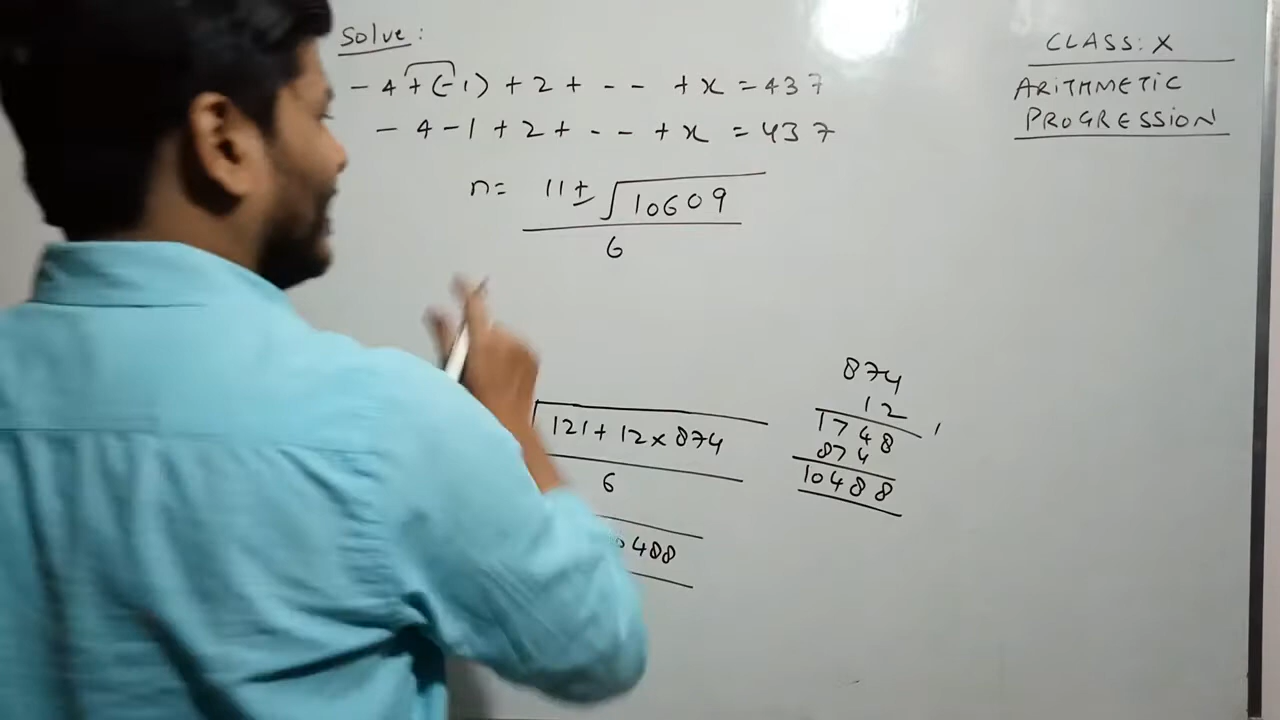 Solve:
- 4 + (-1) + 2 + - - + x = 437
- 4 - 1 + 2 + - - + x = 437
n = 11 ± √10609
6
121 + 12 x 874
6
0488
874
12
1748
874
10488
CLASS: X
ARITHMETIC
PROGRESSION